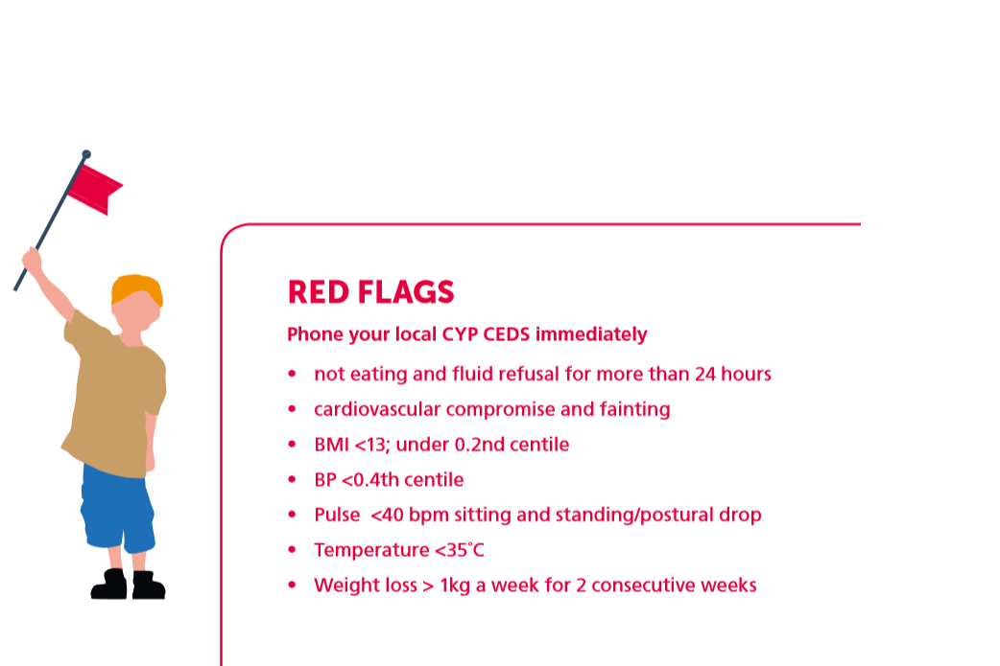 RED FLAGS
Phone your local CYP CEDS immediately
• not eating and fluid refusal for more than 24 hours
• cardiovascular compromise and fainting
• BMI <13; under 0.2nd centile
• BP <0.4th centile
• Pulse  <40 bpm sitting and standing/postural drop
• Temperature <35˚C
• Weight loss > 1kg a week for 2 consecutive weeks